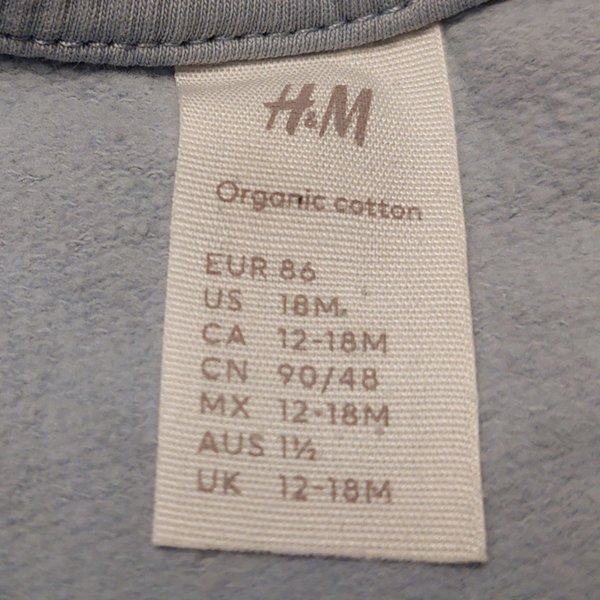 H&M
Organic cotton
EUR 86
US 18M
CA 12-18M
CN 90/48
MX 12-18M
AUS 1½
UK 12-18M